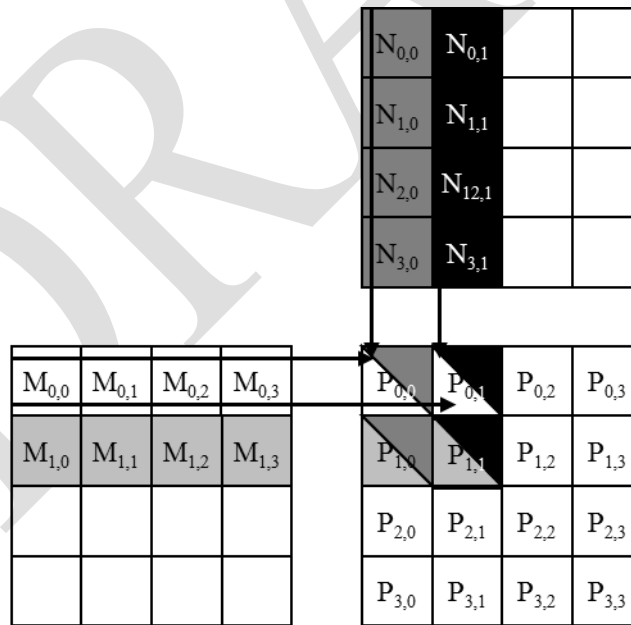 N0,0 N0,1
N1,0 N1,1
N2,0 N12,1
N3,0 N3,1
M0,0 M0,1 M0,2 M0,3 P0,0 P0,1 P0,2 P0,3
M1,0 M1,1 M1,2 M1,3 P1,0 P1,1 P1,2 P1,3
P2,0 P2,1 P2,2 P2,3
P3,0 P3,1 P3,2 P3,3